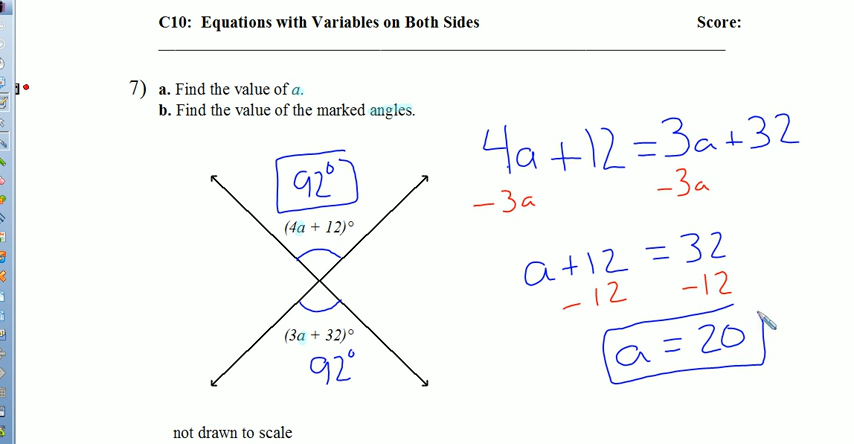 C10: Equations with Variables on Both Sides Score:
7) a. Find the value of a.
b. Find the value of the marked angles.
4a + 12 = 3a + 32
- 3a - 3a
92°
(4a + 12)°
a + 12 = 32
- 12 - 12
(3a + 32)°
a = 20
92°
not drawn to scale